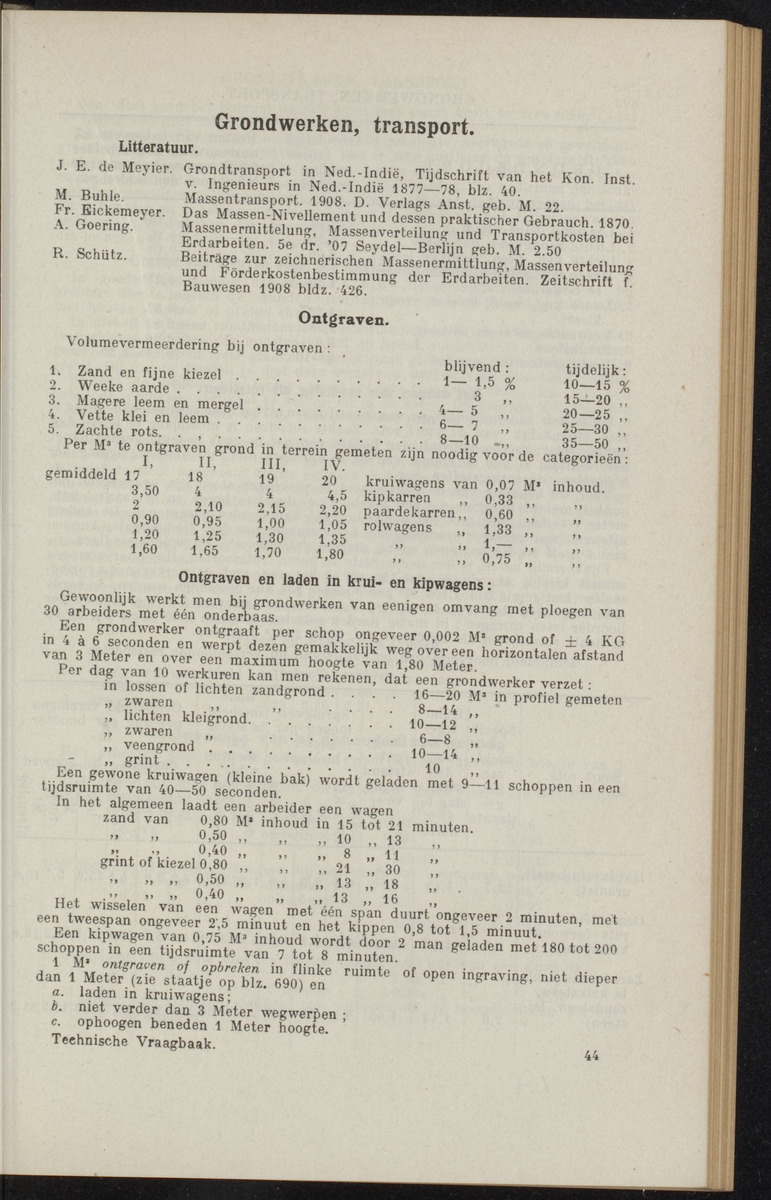 Grondwerken, transport.
Litteratuur.
J. E. de Meyier. Grondtransport in Ned.-Indië, Tijdschrift van het Kon. Inst.
v. Ingenieurs in Ned.-Indië 1877—78, blz. 40.
M. Buhle. Massentransport. 1908. D. Verlags Anst. geb. M. 22.
Fr. Eickemeyer. Das Massen-Nivellement und dessen praktischer Gebrauch. 1870.
A. Goering. Massenermittelung, Massenverteilung und Transportkosten bei
Erdarbeiten. 5e dr. '07 Seydel—Berlijn geb. M. 2.50
R. Schütz. Beiträge zur zeichnerischen Massenermittlung, Massenverteilung
und Förderkostenbestimmung der Erdarbeiten. Zeitschrift f.
Bauwesen 1908 bldz. 426.
Ontgraven.
Volumevermeerdering bij ontgraven :
blijvend : tijdelijk :
1. Zand en fijne kiezel . . . . . . . . . 1— 1,5 % 10—15 %
2. Weeke aarde . . . . . . . . . . . . 3 ,, 15—20 ,,
3. Magere leem en mergel . . . . . . . . 4— 5 ,, 20—25 ,,
4. Vette klei en leem . . . . . . . . . . 6— 7 ,, 25—30 ,,
5. Zachte rots. . . . . . . . . . . . . 8—10 ,, 35—50 ,,
Per M³ te ontgraven grond in terrein gemeten zijn noodig voor de categorieën :
I, II, III, IV.
gemiddeld 17 18 19 20 kruiwagens van 0,07 M³ inhoud.
3,50 4 4 4,5 kipkarren ,, 0,33 ,, ,,
2 2,10 2,15 2,20 paardekarren ,, 0,60 ,, ,,
0,90 0,95 1,00 1,05 rolwagens ,, 1,33 ,, ,,
1,20 1,25 1,30 1,35 ,, ,, 1,— ,, ,,
1,60 1,65 1,70 1,80 ,, ,, 0,75 ,, ,,
Ontgraven en laden in krui- en kipwagens :
Gewoonlijk werkt men bij grondwerken van eenigen omvang met ploegen van
30 arbeiders met één onderbaas.
Een grondwerker ontgraaft per schop ongeveer 0,002 M³ grond of ± 4 KG
in 4 à 6 seconden en werpt dezen gemakkelijk weg over een horizontalen afstand
van 3 Meter en over een maximum hoogte van 1,80 Meter.
Per dag van 10 werkuren kan men rekenen, dat een grondwerker verzet :
in lossen of lichten zandgrond . . . . 16—20 M³ in profiel gemeten
,, zwaren ,, ,, . . . . 8—14 ,,
,, lichten kleigrond. . . . . . . . 10—12 ,,
,, zwaren ,, . . . . . . . 6—8 ,,
,, veengrond . . . . . . . . . . 10—14 ,,
,, grint . . . . . . . . . . . . 10 ,,
Een gewone kruiwagen (kleine bak) wordt geladen met 9—11 schoppen in een
tijdsruimte van 40—50 seconden.
In het algemeen laadt een arbeider een wagen
zand van 0,80 M³ inhoud in 15 tot 21 minuten.
,, ,, 0,50 ,, ,, ,, 10 ,, 13 ,,
,, ,, 0,40 ,, ,, ,, 8 ,, 11 ,,
grint of kiezel 0,80 ,, ,, ,, 21 ,, 30 ,,
,, ,, ,, 0,50 ,, ,, ,, 13 ,, 18 ,,
,, ,, ,, 0,40 ,, ,, ,, 13 ,, 16 ,,
Het wisselen van een wagen met één span duurt ongeveer 2 minuten, met
een tweespan ongeveer 2,5 minuut en het kippen 0,8 tot 1,5 minuut.
Een kipwagen van 0,75 M³ inhoud wordt door 2 man geladen met 180 tot 200
schoppen in een tijdsruimte van 7 tot 8 minuten.
1 M³ ontgraven of opbreken in flinke ruimte of open ingraving, niet dieper
dan 1 Meter (zie staatje op blz. 690) en
a. laden in kruiwagens;
b. niet verder dan 3 Meter wegwerpen ;
c. ophoogen beneden 1 Meter hoogte.
Technische Vraagbaak.
44